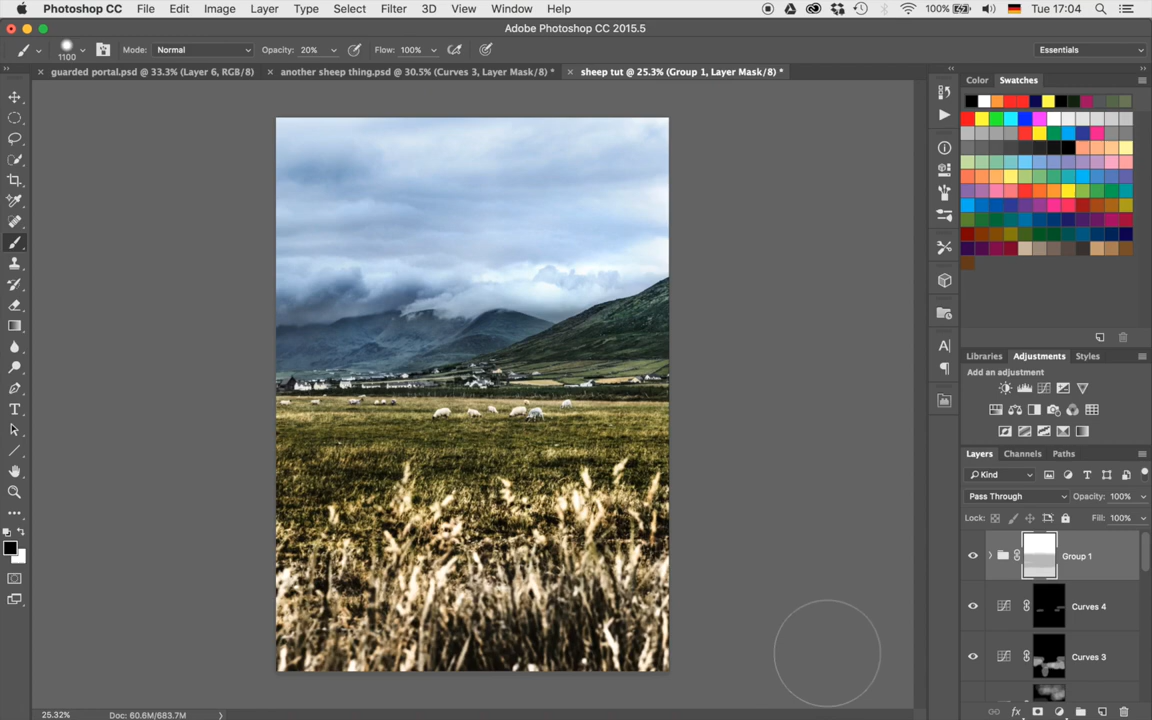 Photoshop CC File Edit Image Layer Type Select Filter 3D View Window Help 100% Tue 17:04
Adobe Photoshop CC 2015.5
1100 Mode: Normal Opacity: 20% Flow: 100% Essentials
guarded portal.psd @ 33.3% (Layer 6, RGB/8) another sheep thing.psd @ 30.5% (Curves 3, Layer Mask/8) * sheep tut @ 25.3% (Group 1, Layer Mask/8) *
Color Swatches
Libraries Adjustments Styles
Add an adjustment
Layers Channels Paths
Kind
Pass Through Opacity: 100%
Lock: Fill: 100%
Group 1
Curves 4
Curves 3
25.32% Doc: 60.6M/683.7M